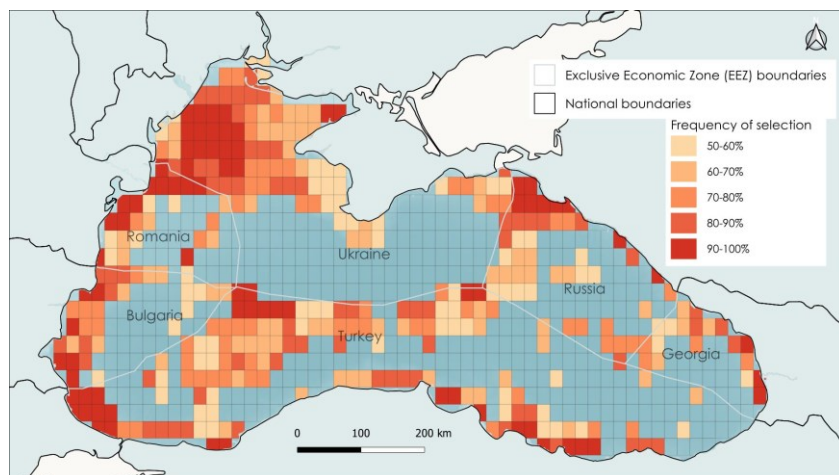 N
Exclusive Economic Zone (EEZ) boundaries
National boundaries
Frequency of selection
50-60%
60-70%
70-80%
80-90%
90-100%
Romania
Ukraine
Bulgaria
Russia
Turkey
Georgia
0 100 200 km